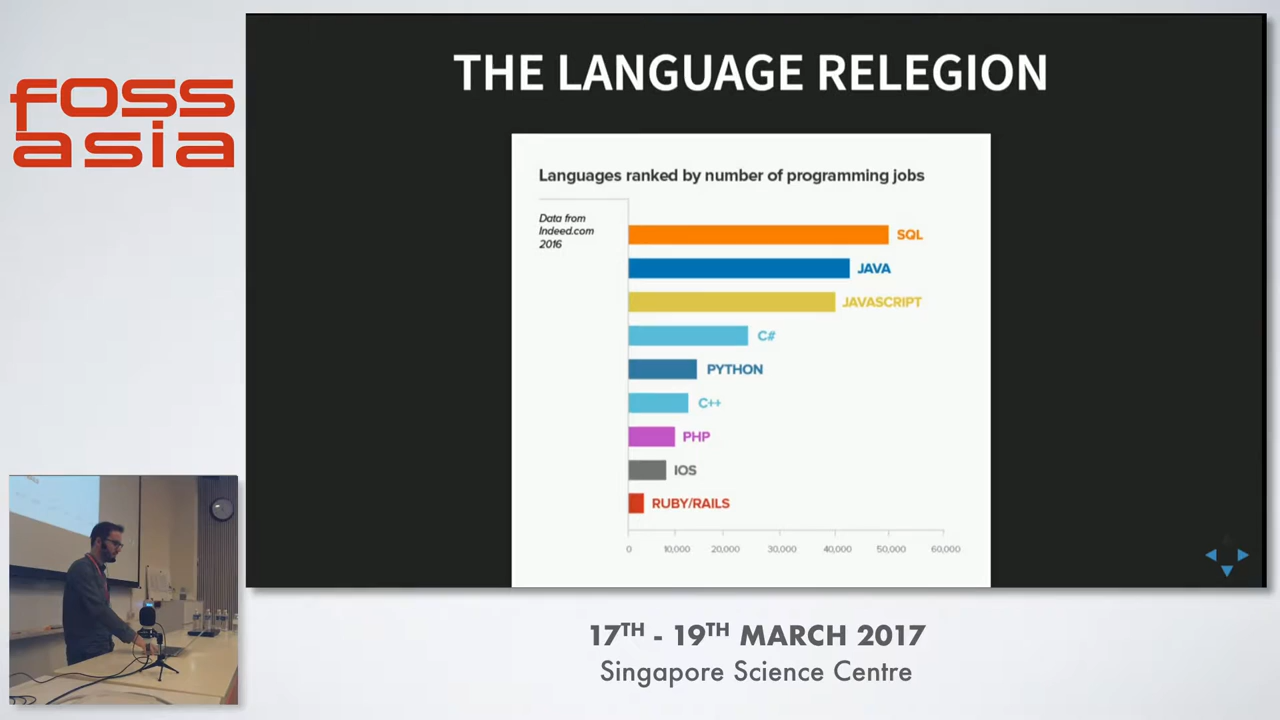 foss
asia
THE LANGUAGE RELEGION
Languages ranked by number of programming jobs
Data from
Indeed.com
2016
SQL
JAVA
JAVASCRIPT
C#
PYTHON
C++
PHP
IOS
RUBY/RAILS
0 10,000 20,000 30,000 40,000 50,000 60,000
17TH - 19TH MARCH 2017
Singapore Science Centre